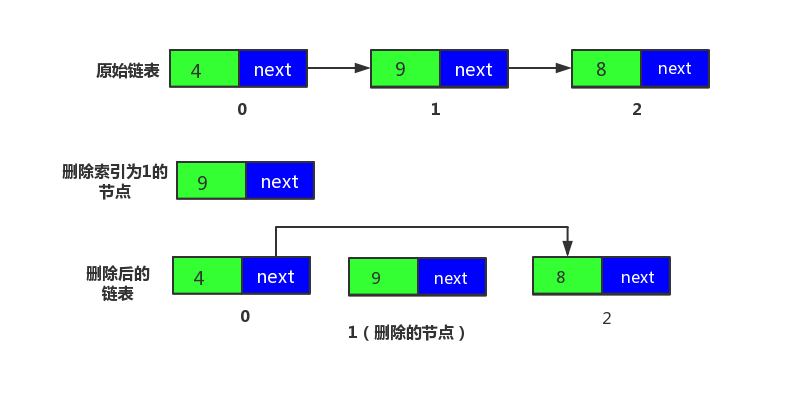 原始链表 4 next 9 next 8 next
0 1 2
删除索引为1的
节点
9 next
删除后的
链表
4 next 9 next 8 next
0
1（删除的节点）
2